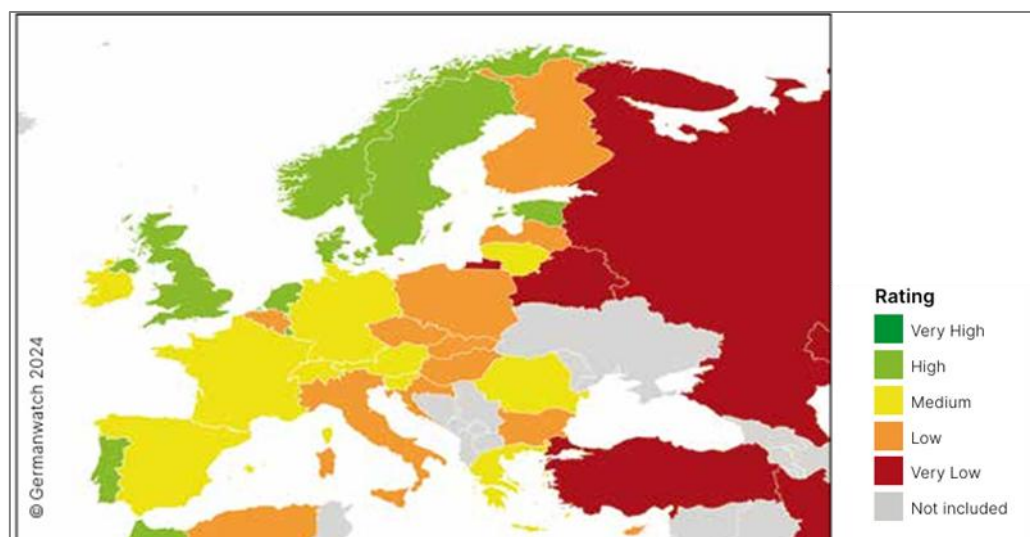 © Germanwatch 2024
Rating
Very High
High
Medium
Low
Very Low
Not included